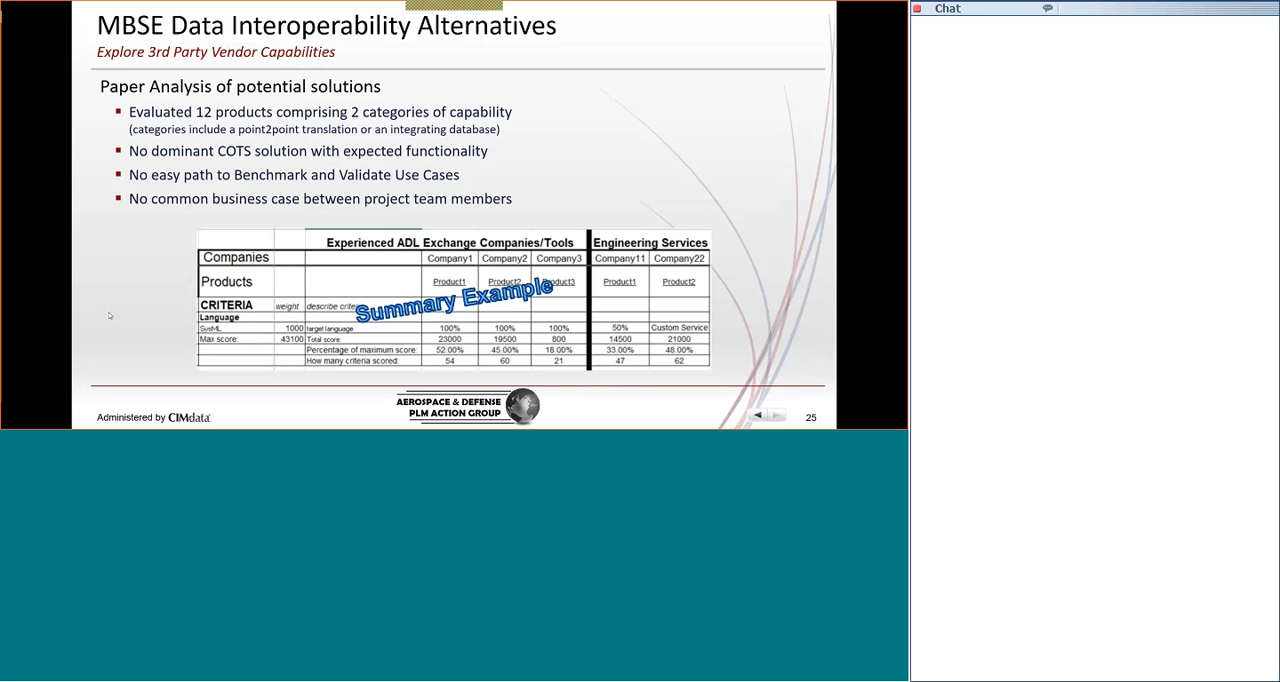 MBSE Data Interoperability Alternatives
Explore 3rd Party Vendor Capabilities
Paper Analysis of potential solutions
Evaluated 12 products comprising 2 categories of capability
(categories include a point2point translation or an integrating database)
No dominant COTS solution with expected functionality
No easy path to Benchmark and Validate Use Cases
No common business case between project team members
Experienced ADL Exchange Companies/Tools Engineering Services
Companies Company1 Company2 Company3 Company11 Company22
Products Product1 Product2 Product3 Product1 Product2
Summary Example
CRITERIA weight describe
Language
SysML 1000 target language 100% 100% 100% 50% Custom Service
Max score: 43100 Total score: 23000 19500 800 14500 21000
Percentage of maximum score: 52.00% 45.00% 18.00% 33.00% 48.00%
How many criteria scored: 54 60 21 47 62
AEROSPACE & DEFENSE
PLM ACTION GROUP
Administered by CIMdata
25
Chat